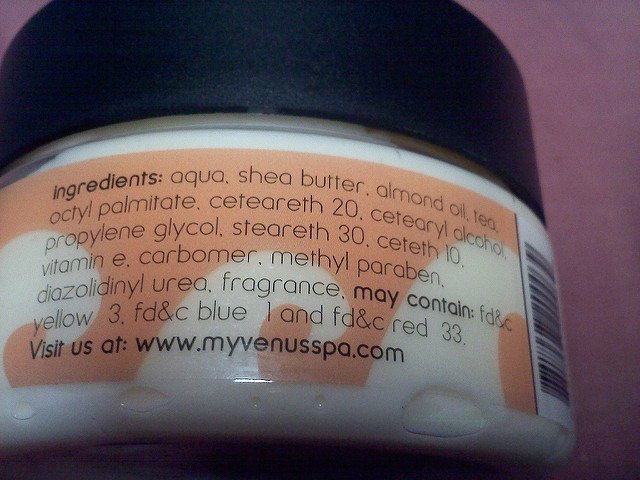 Ingredients: aqua, shea butter, almond oil, tea,
octyl palmitate, ceteareth 20, cetearyl alcohol,
propylene glycol, steareth 30, ceteth 10,
vitamin e, carbomer, methyl paraben,
diazolidinyl urea, fragrance, may contain: fd&c
yellow 3, fd&c blue 1 and fd&c red 33.
Visit us at: www.myvenusspa.com